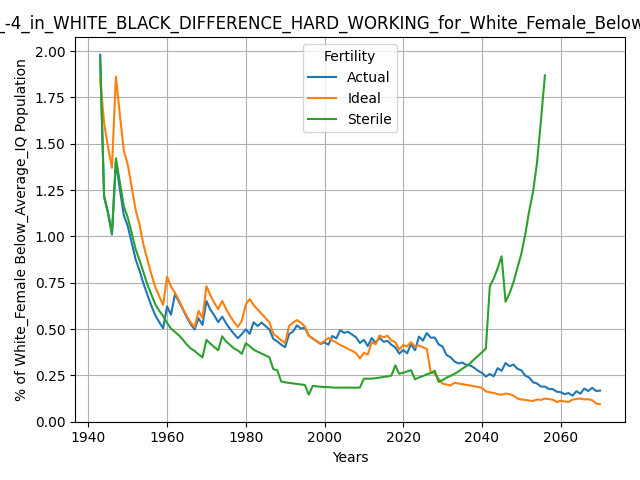 _-4_in_WHITE_BLACK_DIFFERENCE_HARD_WORKING_for_White_Female_Below
% of White_Female Below_Average_IQ Population
2.00
1.75
1.50
1.25
1.00
0.75
0.50
0.25
0.00
Fertility
Actual
Ideal
Sterile
1940 1960 1980 2000 2020 2040 2060
Years